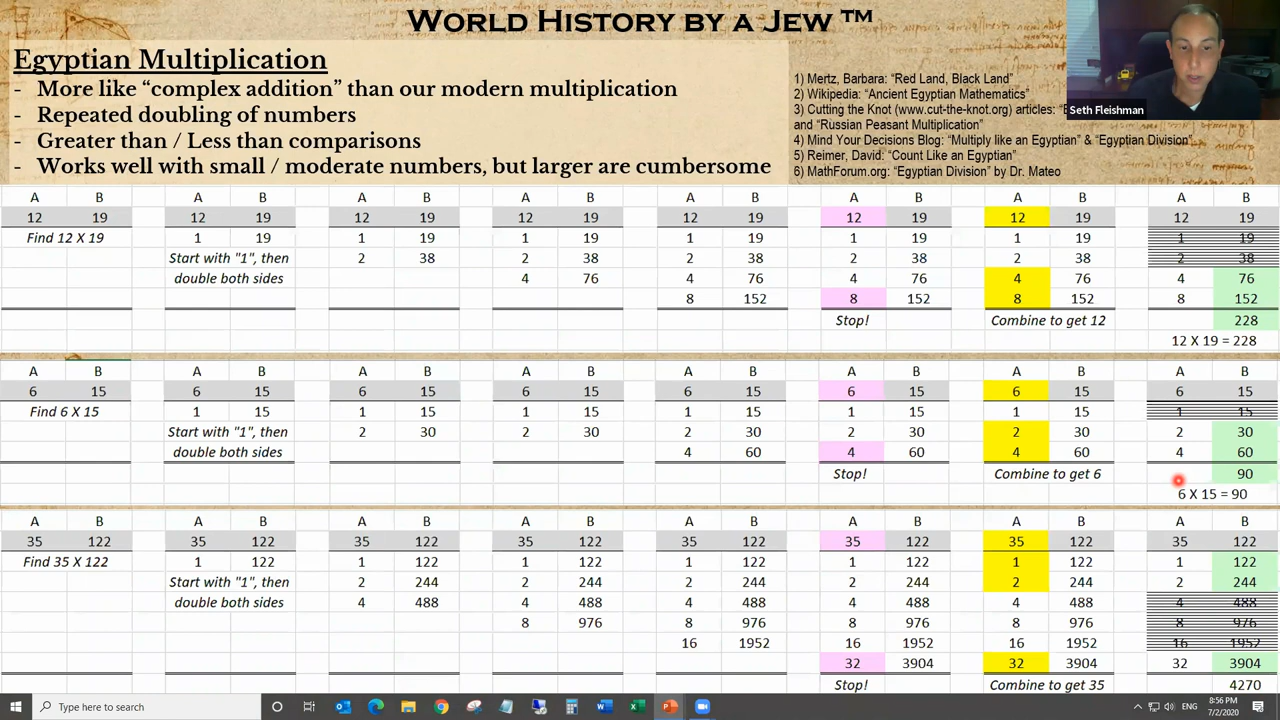 World History by a Jew ™
Egyptian Multiplication
- More like “complex addition” than our modern multiplication
- Repeated doubling of numbers
- Greater than / Less than comparisons
- Works well with small / moderate numbers, but larger are cumbersome
1) Mertz, Barbara: “Red Land, Black Land”
2) Wikipedia: “Ancient Egyptian Mathematics”
3) Cutting the Knot (www.cut-the-knot.org) articles:
and “Russian Peasant Multiplication”
4) Mind Your Decisions Blog: “Multiply like an Egyptian” & “Egyptian Division”
5) Reimer, David: “Count Like an Egyptian”
6) MathForum.org: “Egyptian Division” by Dr. Mateo
Seth Fleishman
A B A B A B A B A B A B A B A B
12 19 12 19 12 19 12 19 12 19 12 19 12 19 12 19
Find 12 X 19 1 19 1 19 1 19 1 19 1 19 1 19 1 19
Start with "1", then 2 38 2 38 2 38 2 38 2 38 2 38
double both sides 4 76 4 76 4 76 4 76 4 76
8 152 8 152 8 152 8 152
Stop! Combine to get 12 228
12 X 19 = 228
A B A B A B A B A B A B A B A B
6 15 6 15 6 15 6 15 6 15 6 15 6 15 6 15
Find 6 X 15 1 15 1 15 1 15 1 15 1 15 1 15 1 15
Start with "1", then 2 30 2 30 2 30 2 30 2 30 2 30
double both sides 4 60 4 60 4 60 4 60
Stop! Combine to get 6 90
6 X 15 = 90
A B A B A B A B A B A B A B A B
35 122 35 122 35 122 35 122 35 122 35 122 35 122 35 122
Find 35 X 122 1 122 1 122 1 122 1 122 1 122 1 122 1 122
Start with "1", then 2 244 2 244 2 244 2 244 2 244 2 244
double both sides 4 488 4 488 4 488 4 488 4 488 4 488
8 976 8 976 8 976 8 976 8 976
16 1952 16 1952 16 1952 16 1952
32 3904 32 3904 32 3904
Stop! Combine to get 35 4270
Type here to search
ENG
8:56 PM
7/2/2020